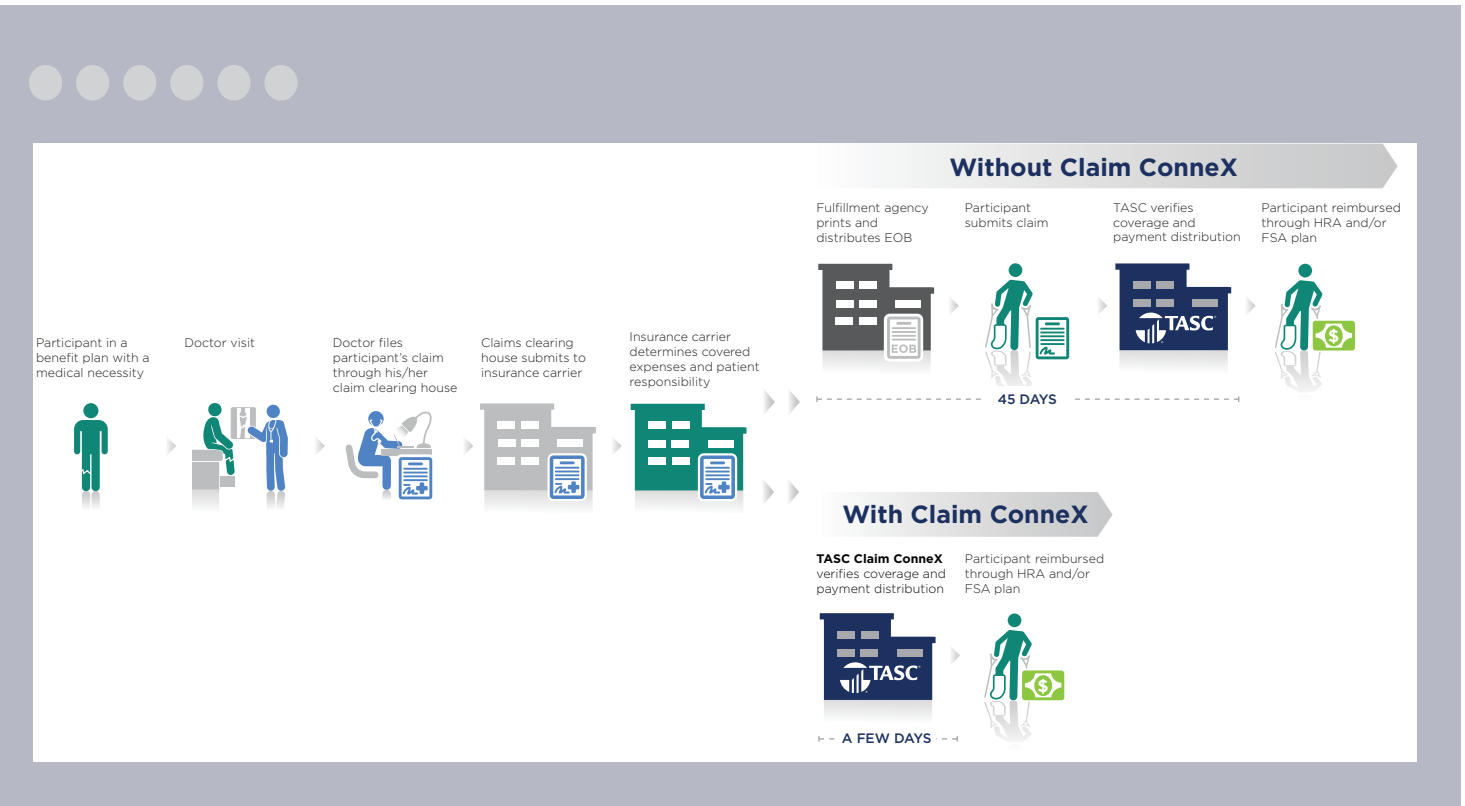 Without Claim ConneX
Fulfillment agency
prints and
distributes EOB
Participant
submits claim
TASC verifies
coverage and
payment distribution
Participant reimbursed
through HRA and/or
FSA plan
EOB
TASC
45 DAYS
Participant in a
benefit plan with a
medical necessity
Doctor visit
Doctor files
participant's claim
through his/her
claim clearing house
Claims clearing
house submits to
insurance carrier
Insurance carrier
determines covered
expenses and patient
responsibility
With Claim ConneX
TASC Claim ConneX
verifies coverage and
payment distribution
Participant reimbursed
through HRA and/or
FSA plan
TASC
A FEW DAYS